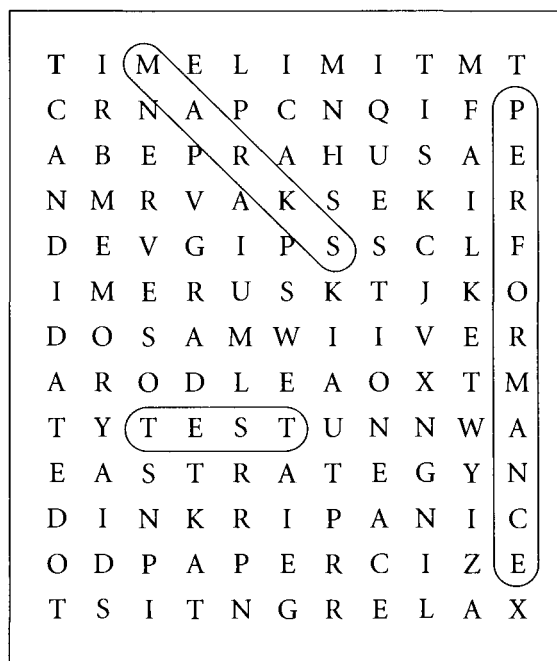 T I M E L I M I T M T
C R N A P C N Q I F P
A B E P R A H U S A E
N M R V A K S E K I R
D E V G I P S S C L F
I M E R U S K T J K O
D O S A M W I I V E R
A R O D L E A O X T M
T Y T E S T U N N W A
E A S T R A T E G Y N
D I N K R I P A N I C
O D P A P E R C I Z E
T S I T N G R E L A X